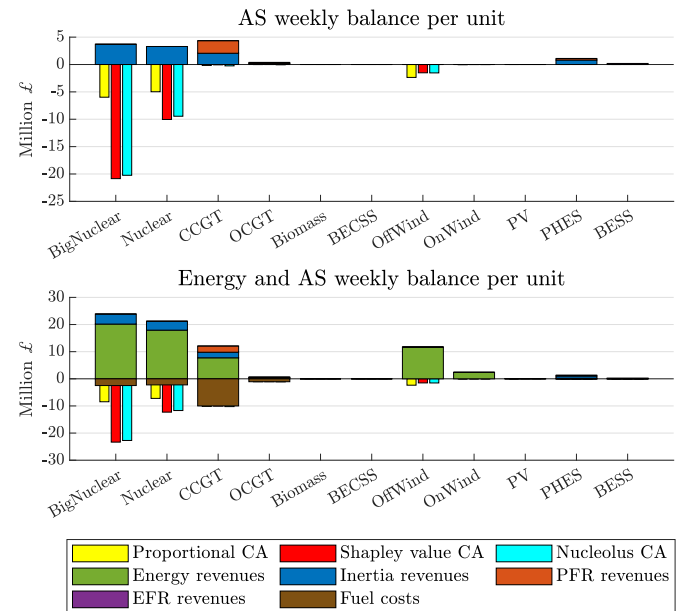 AS weekly balance per unit
5
0
-5
-10
-15
-20
-25
Million £
BigNuclear Nuclear CCGT OCGT Biomass BECSS OffWind OnWind PV PHES BESS
Energy and AS weekly balance per unit
30
20
10
0
-10
-20
-30
Million £
BigNuclear Nuclear CCGT OCGT Biomass BECSS OffWind OnWind PV PHES BESS
Proportional CA Shapley value CA Nucleolus CA
Energy revenues Inertia revenues PFR revenues
EFR revenues Fuel costs